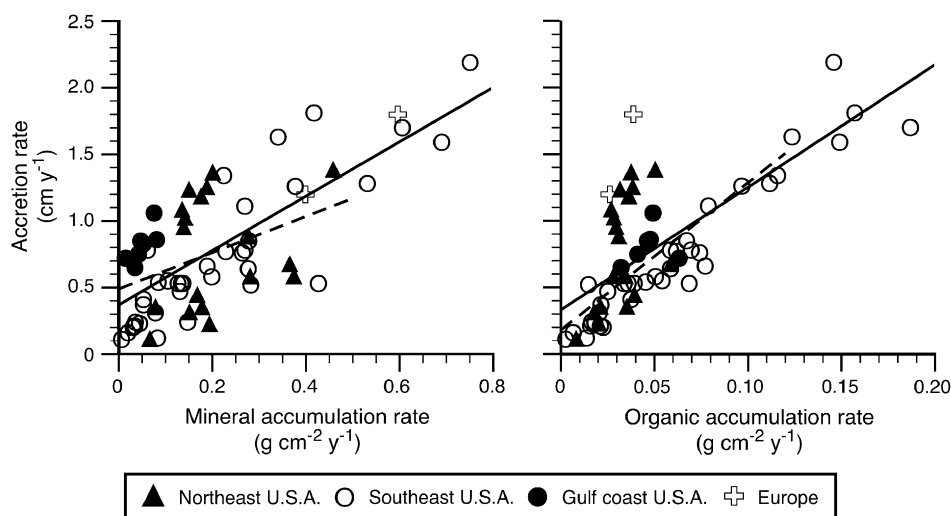 Accretion rate
(cm y-1)
2.5
2.0
1.5
1.0
0.5
0
0 0.2 0.4 0.6 0.8
Mineral accumulation rate
(g cm-2 y-1)
0 0.05 0.10 0.15 0.20
Organic accumulation rate
(g cm-2 y-1)
Northeast U.S.A. Southeast U.S.A. Gulf coast U.S.A. Europe